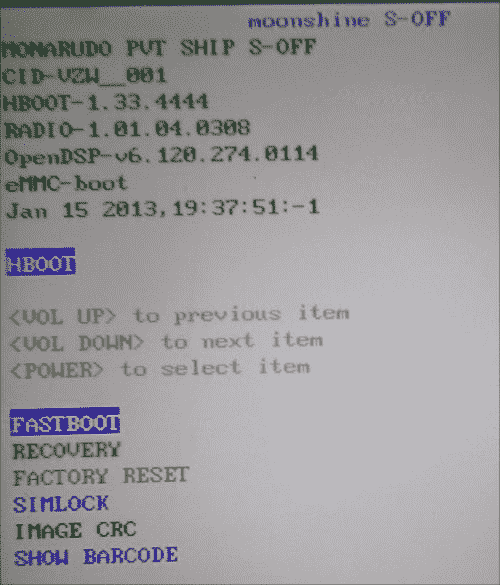 moonshine S-OFF
MONARUDO PVT SHIP S-OFF
CID-VZW__001
HBOOT-1.33.4444
RADIO-1.01.04.0308
OpenDSP-v6.120.274.0114
eMMC-boot
Jan 15 2013,19:37:51:-1
HBOOT
<VOL UP> to previous item
<VOL DOWN> to next item
<POWER> to select item
FASTBOOT
RECOVERY
FACTORY RESET
SIMLOCK
IMAGE CRC
SHOW BARCODE